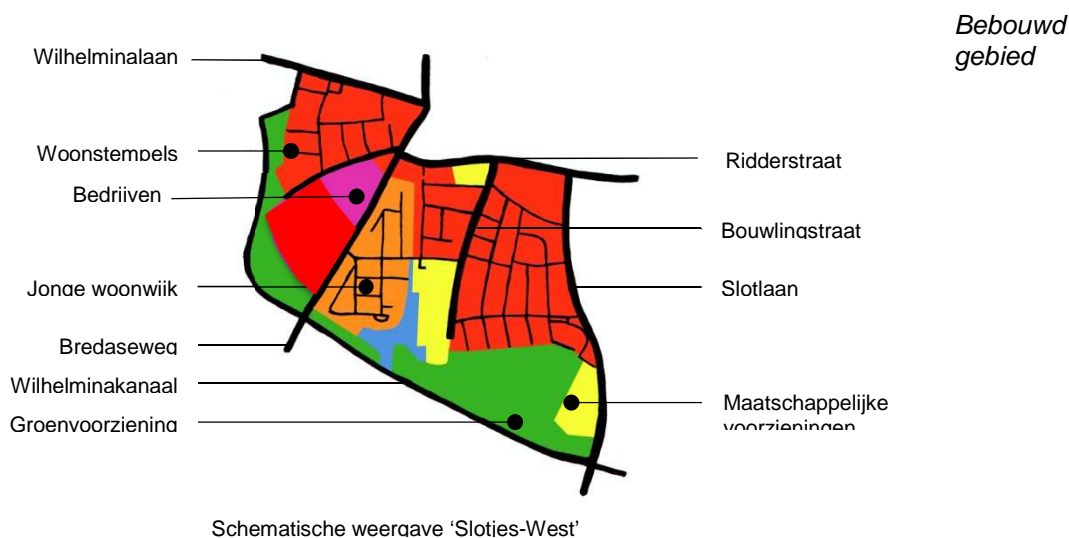 Bebouwd
gebied
Wilhelminalaan
Woonstempels
Bedrijven
Jonge woonwijk
Bredaseweg
Wilhelminakanaal
Groenvoorziening
Ridderstraat
Bouwlingstraat
Slotlaan
Maatschappelijke
voorzieningen
Schematische weergave ‘Slotjes-West’